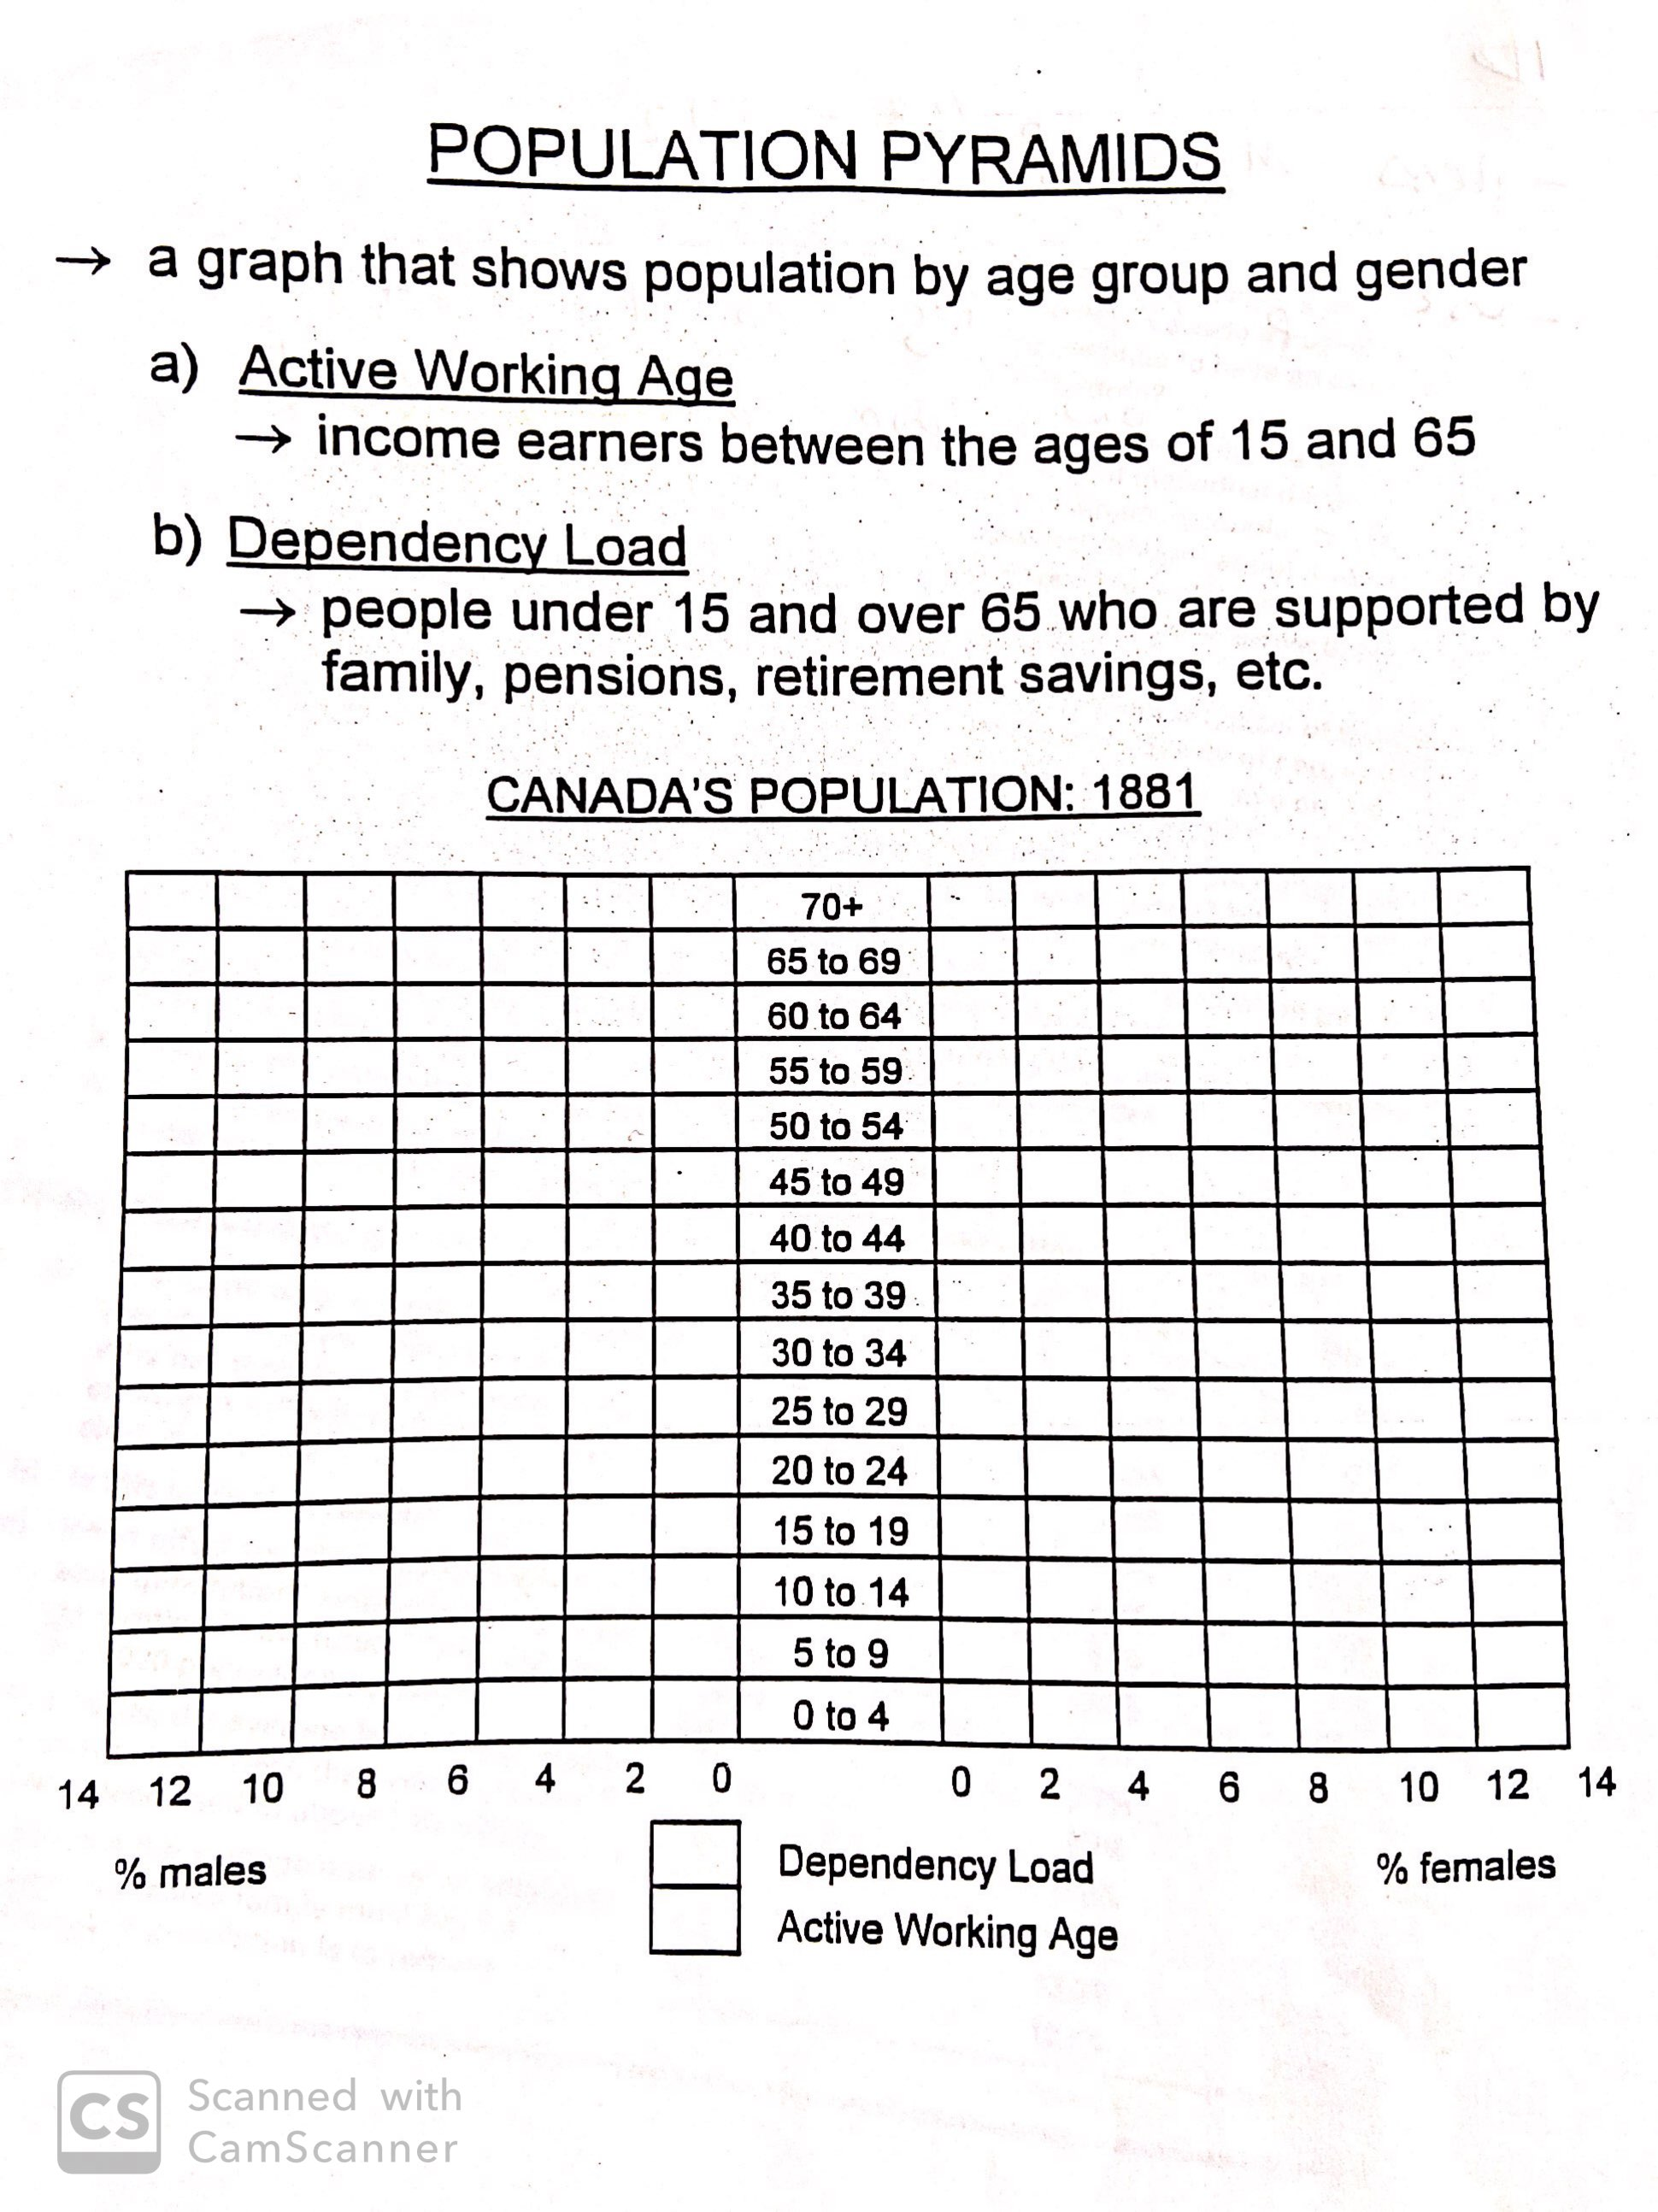 POPULATION PYRAMIDS
→ a graph that shows population by age group and gender
a) Active Working Age
→ income earners between the ages of 15 and 65
b) Dependency Load
→ people under 15 and over 65 who are supported by
family, pensions, retirement savings, etc.
CANADA'S POPULATION: 1881
70+
65 to 69
60 to 64
55 to 59
50 to 54
45 to 49
40 to 44
35 to 39
30 to 34
25 to 29
20 to 24
15 to 19
10 to 14
5 to 9
0 to 4
14 12 10 8 6 4 2 0 0 2 4 6 8 10 12 14
% males
Dependency Load
% females
Active Working Age
CS Scanned with
CamScanner